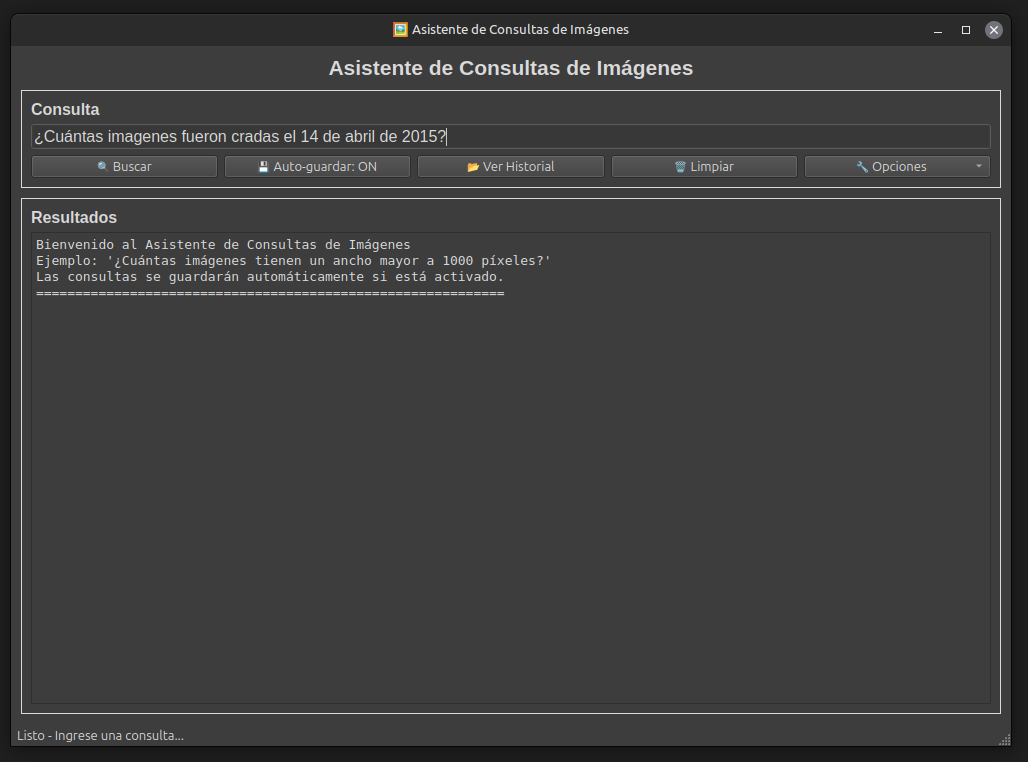 Asistente de Consultas de Imágenes
Asistente de Consultas de Imágenes
Consulta
¿Cuántas imagenes fueron cradas el 14 de abril de 2015?
Buscar
Auto-guardar: ON
Ver Historial
Limpiar
Opciones
Resultados
Bienvenido al Asistente de Consultas de Imágenes
Ejemplo: '¿Cuántas imágenes tienen un ancho mayor a 1000 píxeles?'
Las consultas se guardarán automáticamente si está activado.
============================================================
Listo - Ingrese una consulta...